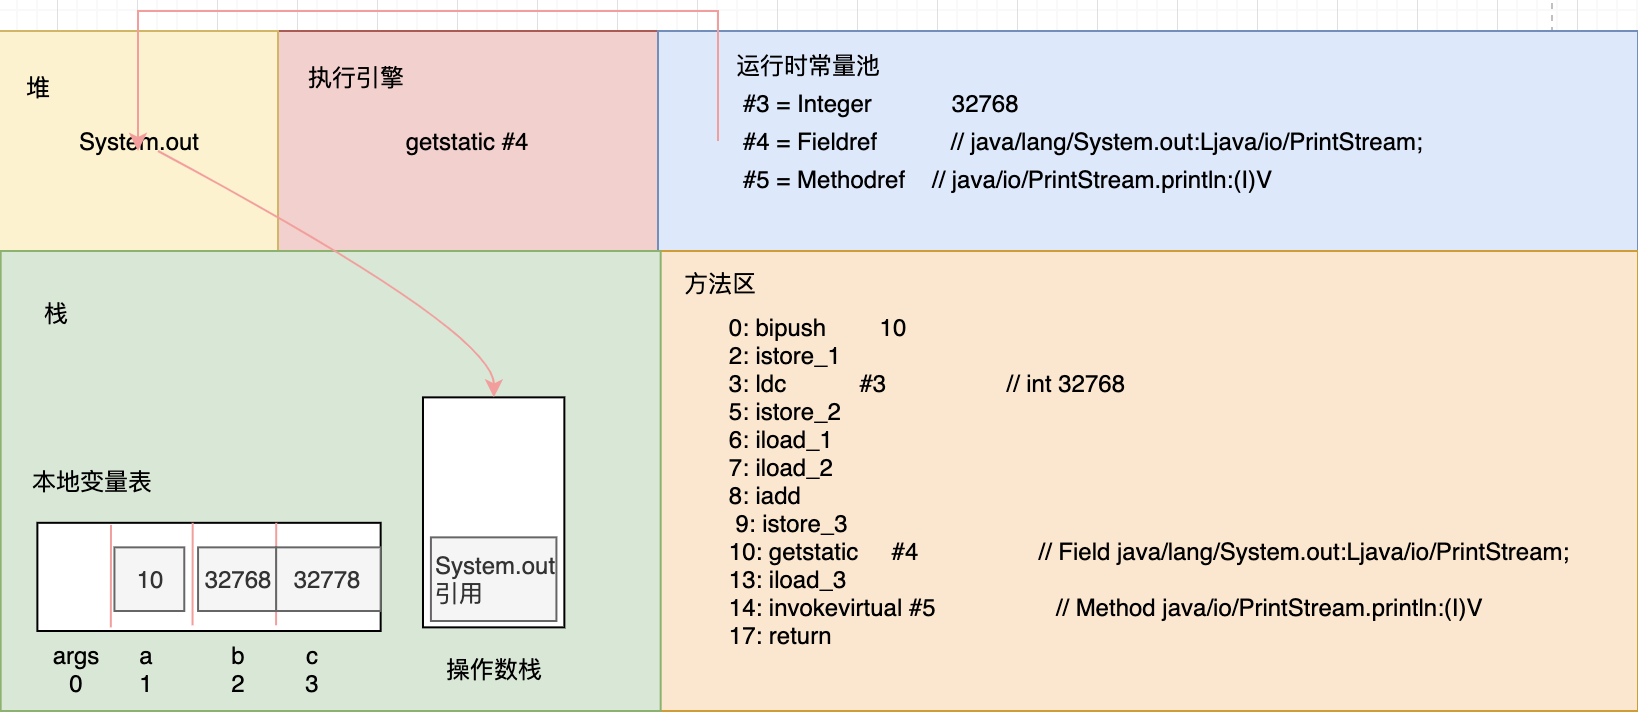 堆
System.out
执行引擎
getstatic #4
运行时常量池
#3 = Integer 32768
#4 = Fieldref // java/lang/System.out:Ljava/io/PrintStream;
#5 = Methodref // java/io/PrintStream.println:(I)V
栈
本地变量表
10 32768 32778
args a b c
0 1 2 3
System.out
引用
操作数栈
方法区
0: bipush 10
2: istore_1
3: ldc #3 // int 32768
5: istore_2
6: iload_1
7: iload_2
8: iadd
9: istore_3
10: getstatic #4 // Field java/lang/System.out:Ljava/io/PrintStream;
13: iload_3
14: invokevirtual #5 // Method java/io/PrintStream.println:(I)V
17: return